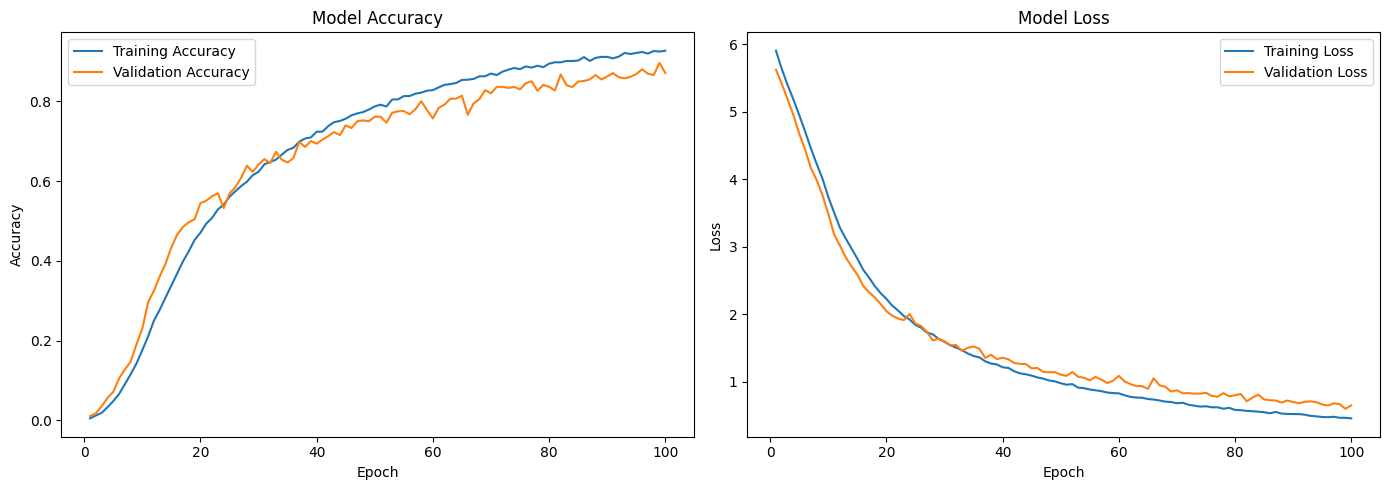 Model Accuracy
Training Accuracy
Validation Accuracy
Accuracy
0.8
0.6
0.4
0.2
0.0
0 20 40 60 80 100
Epoch
Model Loss
Training Loss
Validation Loss
Loss
6
5
4
3
2
1
0 20 40 60 80 100
Epoch